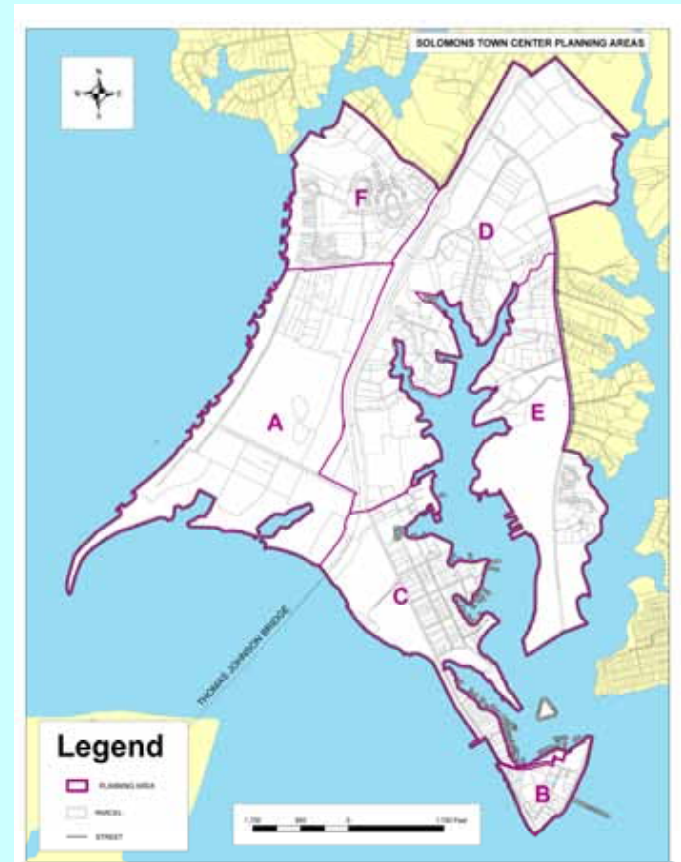 SOLOMONS TOWN CENTER PLANNING AREAS
N
W E
S
F
D
A
E
C
THOMAS JOHNSON BRIDGE
B
Legend
PLANNING AREA
PARCEL
STREET